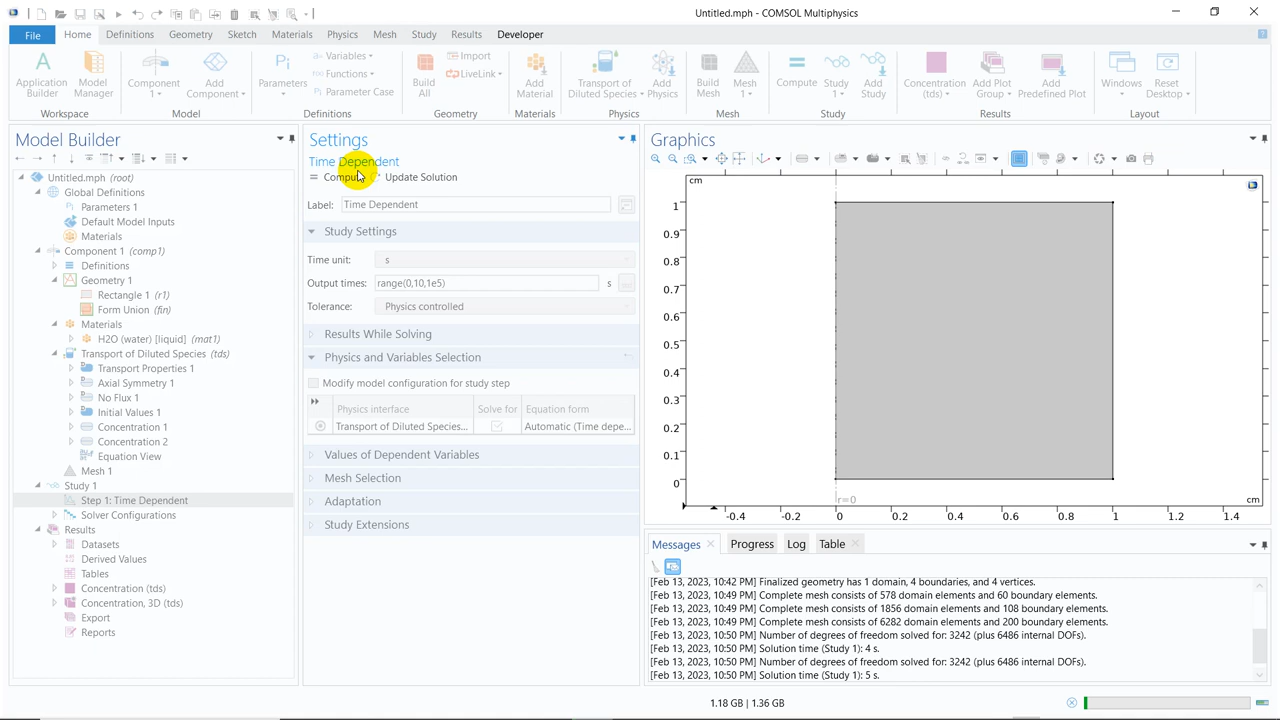 Untitled.mph - COMSOL Multiphysics
File Home Definitions Geometry Sketch Materials Physics Mesh Study Results Developer
Application Builder
Model Manager
Workspace
Component 1
Add Component
Model
Parameters
Variables
Functions
Parameter Case
Definitions
Build All
Import
LiveLink
Geometry
Add Material
Materials
Transport of Diluted Species
Add Physics
Physics
Build Mesh
Mesh 1
Mesh
Compute
Study 1
Add Study
Study
Concentration (tds)
Add Plot Group
Add Predefined Plot
Results
Windows
Reset Desktop
Layout
Model Builder
Untitled.mph (root)
Global Definitions
Parameters 1
Default Model Inputs
Materials
Component 1 (comp1)
Definitions
Geometry 1
Rectangle 1 (r1)
Form Union (fin)
Materials
H2O (water) [liquid] (mat1)
Transport of Diluted Species (tds)
Transport Properties 1
Axial Symmetry 1
No Flux 1
Initial Values 1
Concentration 1
Concentration 2
Equation View
Mesh 1
Study 1
Step 1: Time Dependent
Solver Configurations
Results
Datasets
Derived Values
Tables
Concentration (tds)
Concentration, 3D (tds)
Export
Reports
Settings
Time Dependent
= Compute Update Solution
Label: Time Dependent
Study Settings
Time unit: s
Output times: range(0,10,1e5) s
Tolerance: Physics controlled
Results While Solving
Physics and Variables Selection
Modify model configuration for study step
Physics interface Solve for Equation form
Transport of Diluted Species... Automatic (Time depe...
Values of Dependent Variables
Mesh Selection
Adaptation
Study Extensions
Graphics
cm
1
0.9
0.8
0.7
0.6
0.5
0.4
0.3
0.2
0.1
0
r=0
cm
-0.4 -0.2 0 0.2 0.4 0.6 0.8 1 1.2 1.4
Messages Progress Log Table
[Feb 13, 2023, 10:42 PM] Finalized geometry has 1 domain, 4 boundaries, and 4 vertices.
[Feb 13, 2023, 10:49 PM] Complete mesh consists of 578 domain elements and 60 boundary elements.
[Feb 13, 2023, 10:49 PM] Complete mesh consists of 1856 domain elements and 108 boundary elements.
[Feb 13, 2023, 10:49 PM] Complete mesh consists of 6282 domain elements and 200 boundary elements.
[Feb 13, 2023, 10:50 PM] Number of degrees of freedom solved for: 3242 (plus 6486 internal DOFs).
[Feb 13, 2023, 10:50 PM] Solution time (Study 1): 4 s.
[Feb 13, 2023, 10:50 PM] Number of degrees of freedom solved for: 3242 (plus 6486 internal DOFs).
[Feb 13, 2023, 10:50 PM] Solution time (Study 1): 5 s.
1.18 GB | 1.36 GB